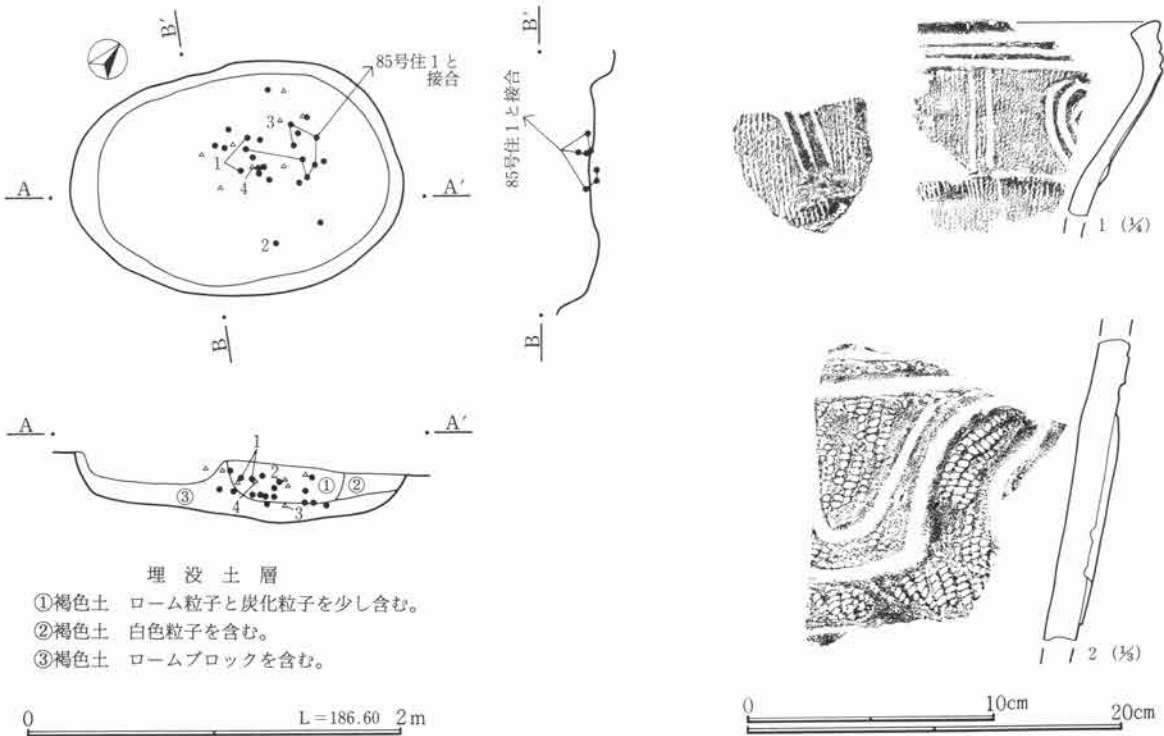 B′
85号住1と
接合
3
1
4
A
A′
2
B
B′
85号住1と接合
B
A
A′
1
2
①
②
③
4
3
埋没土層
①褐色土 ローム粒子と炭化粒子を少し含む。
②褐色土 白色粒子を含む。
③褐色土 ロームブロックを含む。
0
L=186.60
2m
1 (¼)
2 (⅓)
0
10cm
20cm